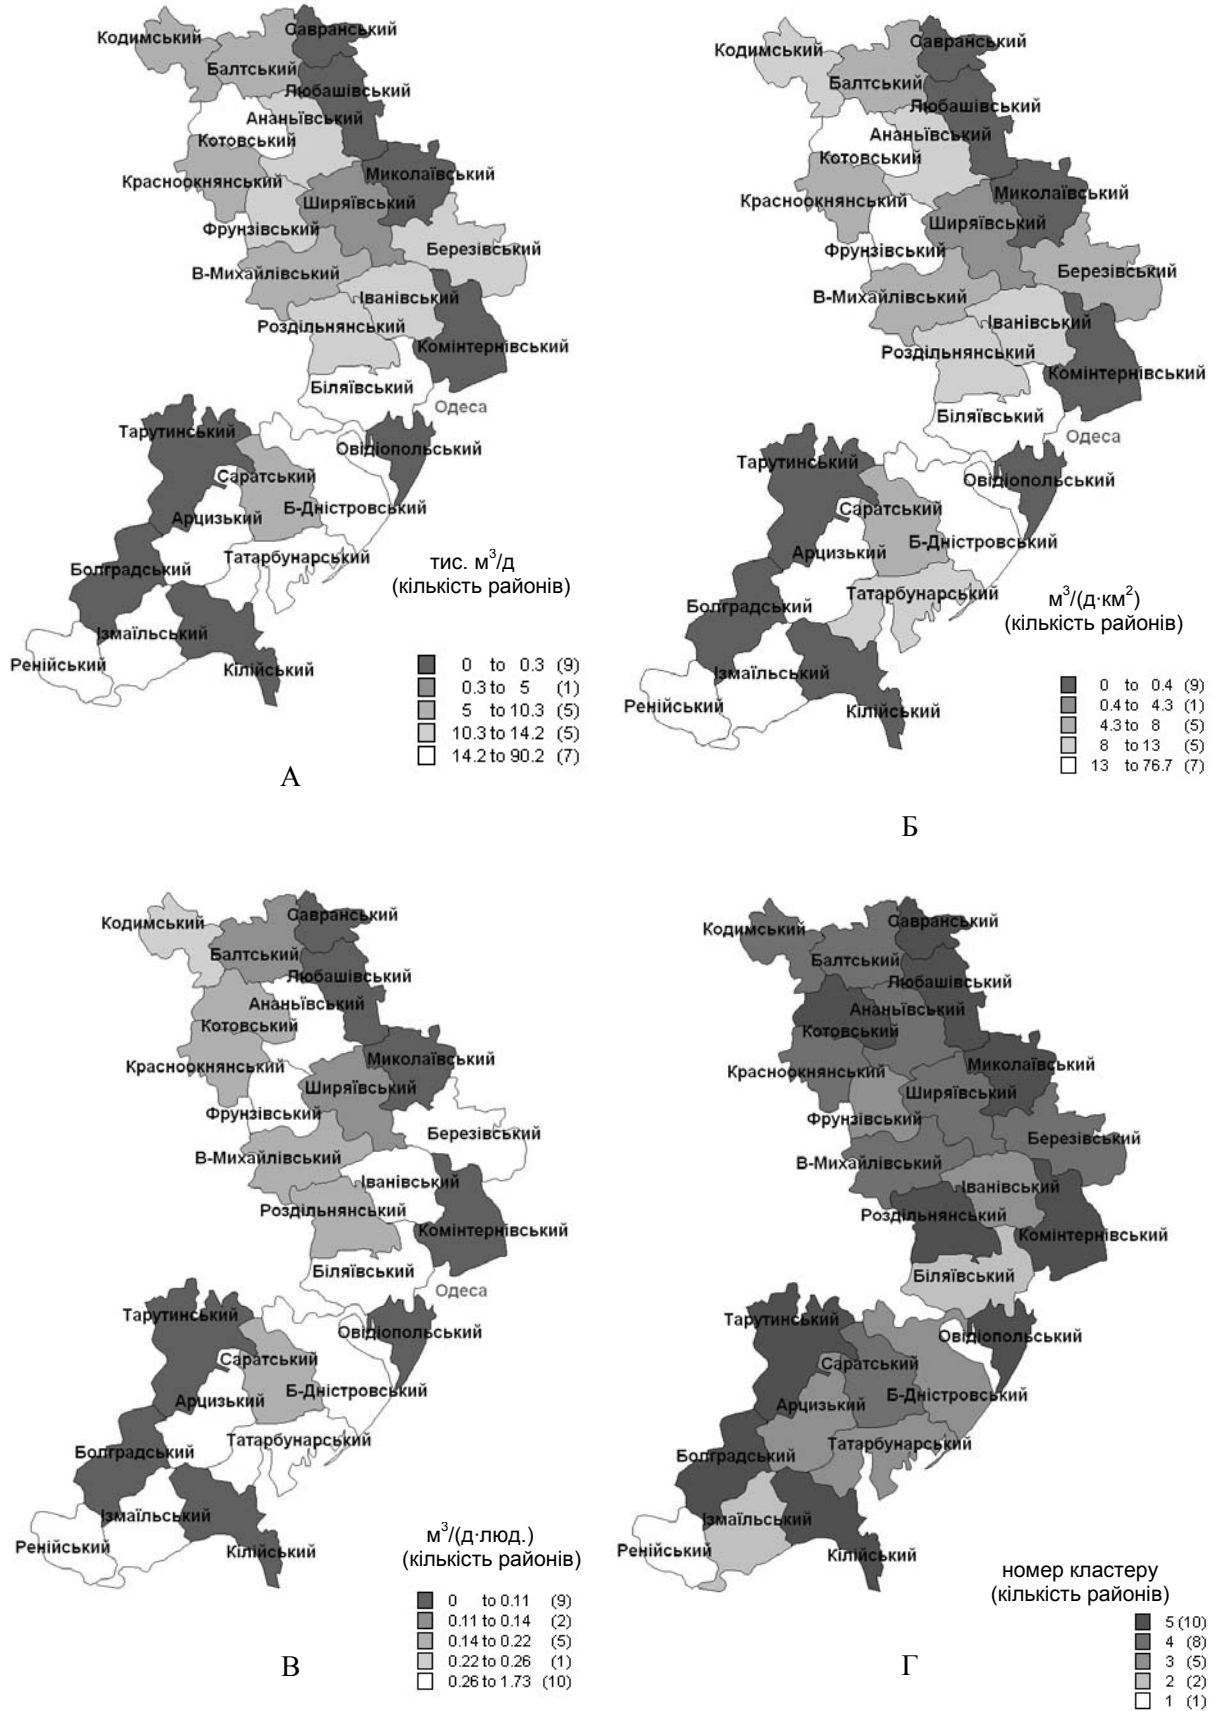 Савранський
Кодимський
Балтський
Любашівський
Ананьївський
Котовський
Миколаївський
Красноокнянський
Ширяївський
Фрунзівський
Березівський
В-Михайлівський
Іванівський
Роздільнянський
Комінтернівський
Біляївський
Одеса
Тарутинський
Овідіопольський
Саратський
Б-Дністровський
Арцизький
Татарбунарський
Болградський
Ізмаїльський
Ренійський
Кілійський
тис. м³/д
(кількість районів)
0 to 0.3 (9)
0.3 to 5 (1)
5 to 10.3 (5)
10.3 to 14.2 (5)
14.2 to 90.2 (7)
А
Савранський
Кодимський
Балтський
Любашівський
Ананьївський
Котовський
Миколаївський
Красноокнянський
Ширяївський
Фрунзівський
Березівський
В-Михайлівський
Іванівський
Роздільнянський
Комінтернівський
Біляївський
Одеса
Тарутинський
Овідіопольський
Саратський
Б-Дністровський
Арцизький
Татарбунарський
Болградський
Ізмаїльський
Ренійський
Кілійський
м³/(д·км²)
(кількість районів)
0 to 0.4 (9)
0.4 to 4.3 (1)
4.3 to 8 (5)
8 to 13 (5)
13 to 76.7 (7)
Б
Савранський
Кодимський
Балтський
Любашівський
Ананьївський
Котовський
Миколаївський
Красноокнянський
Ширяївський
Фрунзівський
Березівський
В-Михайлівський
Іванівський
Роздільнянський
Комінтернівський
Біляївський
Одеса
Тарутинський
Овідіопольський
Саратський
Б-Дністровський
Арцизький
Татарбунарський
Болградський
Ізмаїльський
Ренійський
Кілійський
м³/(д·люд.)
(кількість районів)
0 to 0.11 (9)
0.11 to 0.14 (2)
0.14 to 0.22 (5)
0.22 to 0.26 (1)
0.26 to 1.73 (10)
В
Савранський
Кодимський
Балтський
Любашівський
Ананьївський
Котовський
Миколаївський
Красноокнянський
Ширяївський
Фрунзівський
Березівський
В-Михайлівський
Іванівський
Роздільнянський
Комінтернівський
Біляївський
Тарутинський
Овідіопольський
Саратський
Б-Дністровський
Арцизький
Татарбунарський
Болградський
Ізмаїльський
Ренійський
Кілійський
номер кластеру
(кількість районів)
5 (10)
4 (8)
3 (5)
2 (2)
1 (1)
Г